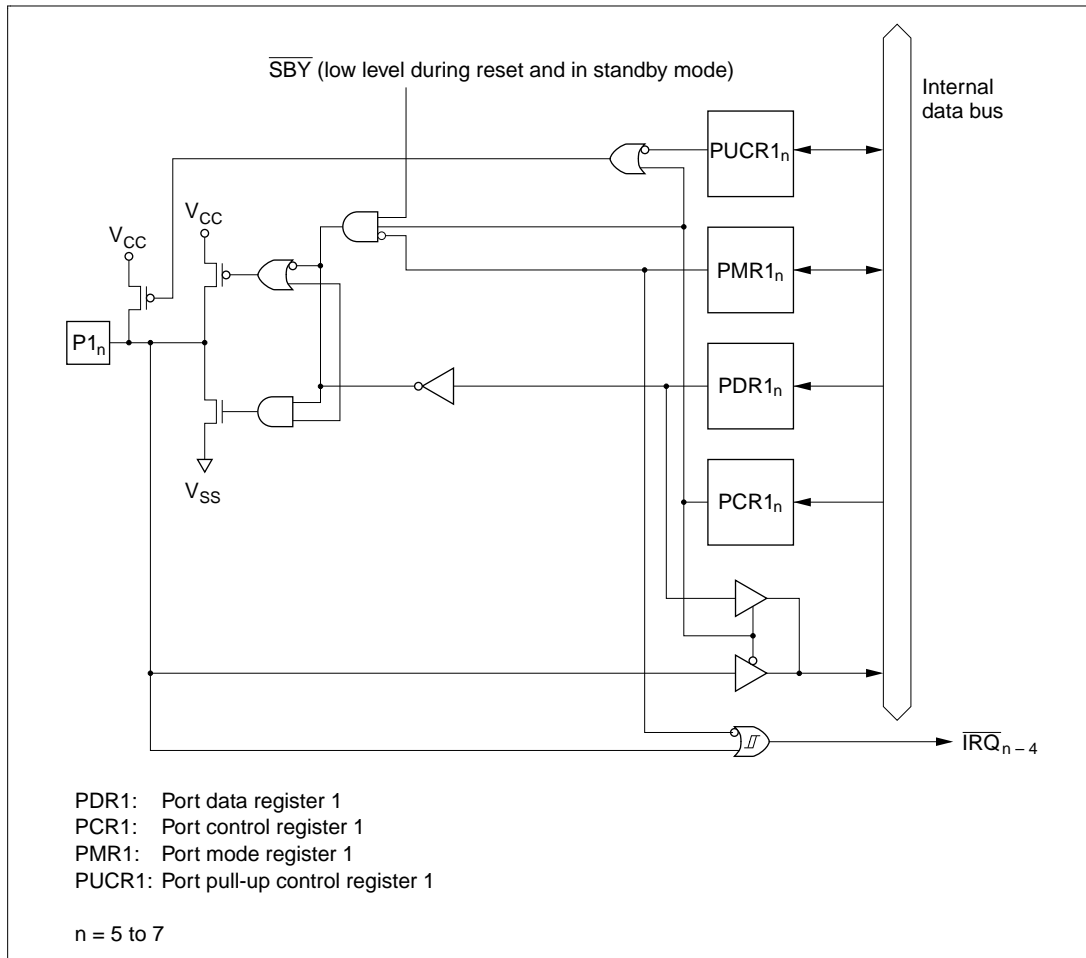 SBY (low level during reset and in standby mode)
Internal
data bus
PUCR1n
VCC
VCC
PMR1n
P1n
PDR1n
VSS
PCR1n
IRQn – 4
PDR1: Port data register 1
PCR1: Port control register 1
PMR1: Port mode register 1
PUCR1: Port pull-up control register 1
n = 5 to 7